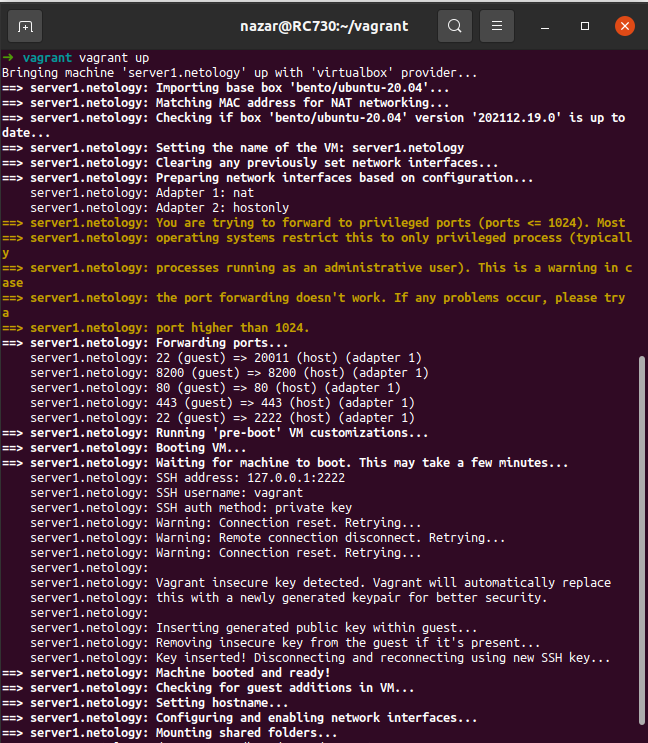 nazar@RC730:~/vagrant
➜ vagrant vagrant up
Bringing machine 'server1.netology' up with 'virtualbox' provider...
==> server1.netology: Importing base box 'bento/ubuntu-20.04'...
==> server1.netology: Matching MAC address for NAT networking...
==> server1.netology: Checking if box 'bento/ubuntu-20.04' version '202112.19.0' is up to
date...
==> server1.netology: Setting the name of the VM: server1.netology
==> server1.netology: Clearing any previously set network interfaces...
==> server1.netology: Preparing network interfaces based on configuration...
server1.netology: Adapter 1: nat
server1.netology: Adapter 2: hostonly
==> server1.netology: You are trying to forward to privileged ports (ports <= 1024). Most
==> server1.netology: operating systems restrict this to only privileged process (typicall
y
==> server1.netology: processes running as an administrative user). This is a warning in c
ase
==> server1.netology: the port forwarding doesn't work. If any problems occur, please try
a
==> server1.netology: port higher than 1024.
==> server1.netology: Forwarding ports...
server1.netology: 22 (guest) => 20011 (host) (adapter 1)
server1.netology: 8200 (guest) => 8200 (host) (adapter 1)
server1.netology: 80 (guest) => 80 (host) (adapter 1)
server1.netology: 443 (guest) => 443 (host) (adapter 1)
server1.netology: 22 (guest) => 2222 (host) (adapter 1)
==> server1.netology: Running 'pre-boot' VM customizations...
==> server1.netology: Booting VM...
==> server1.netology: Waiting for machine to boot. This may take a few minutes...
server1.netology: SSH address: 127.0.0.1:2222
server1.netology: SSH username: vagrant
server1.netology: SSH auth method: private key
server1.netology: Warning: Connection reset. Retrying...
server1.netology: Warning: Remote connection disconnect. Retrying...
server1.netology: Warning: Connection reset. Retrying...
server1.netology:
server1.netology: Vagrant insecure key detected. Vagrant will automatically replace
server1.netology: this with a newly generated keypair for better security.
server1.netology:
server1.netology: Inserting generated public key within guest...
server1.netology: Removing insecure key from the guest if it's present...
server1.netology: Key inserted! Disconnecting and reconnecting using new SSH key...
==> server1.netology: Machine booted and ready!
==> server1.netology: Checking for guest additions in VM...
==> server1.netology: Setting hostname...
==> server1.netology: Configuring and enabling network interfaces...
==> server1.netology: Mounting shared folders...